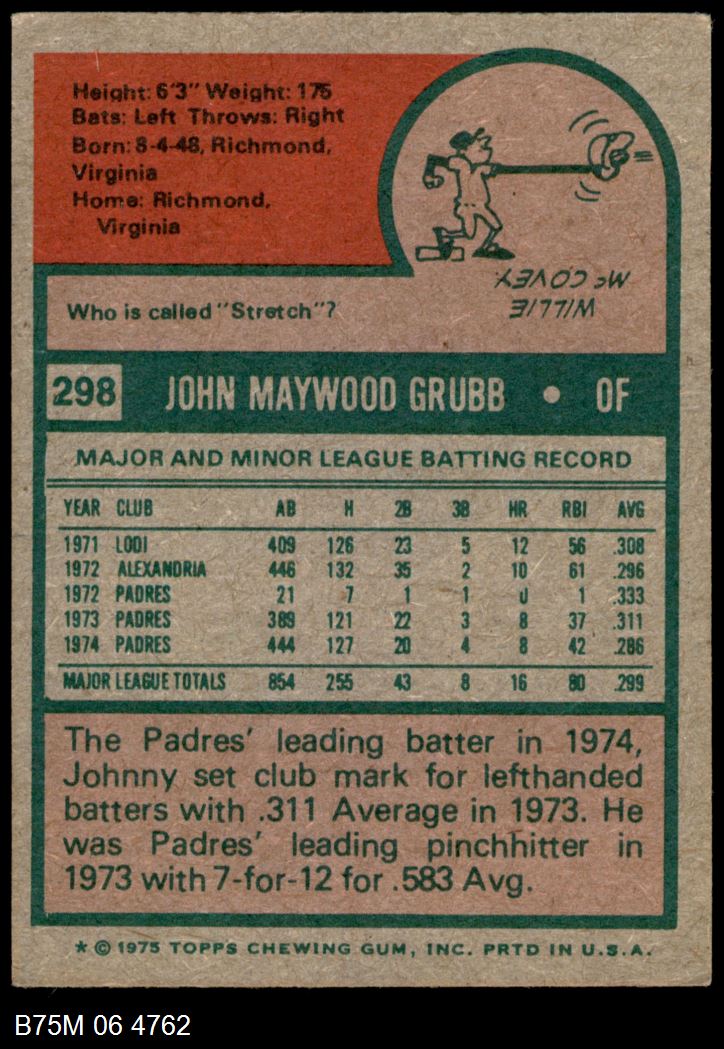 Height: 6'3" Weight: 175
Bats: Left Throws: Right
Born: 8-4-48, Richmond,
Virginia
Home: Richmond,
Virginia
Who is called "Stretch"?
WILLIE
McCOVEY
298 JOHN MAYWOOD GRUBB • OF
MAJOR AND MINOR LEAGUE BATTING RECORD
YEAR CLUB AB H 2B 3B HR RBI AVG
1971 LODI 409 126 23 5 12 56 .308
1972 ALEXANDRIA 446 132 35 2 10 61 .296
1972 PADRES 21 7 1 1 0 1 .333
1973 PADRES 389 121 22 3 8 37 .311
1974 PADRES 444 127 20 4 8 42 .286
MAJOR LEAGUE TOTALS 854 255 43 8 16 80 .299
The Padres' leading batter in 1974,
Johnny set club mark for lefthanded
batters with .311 Average in 1973. He
was Padres' leading pinchhitter in
1973 with 7-for-12 for .583 Avg.
* © 1975 TOPPS CHEWING GUM, INC. PRTD IN U.S.A.
B75M 06 4762